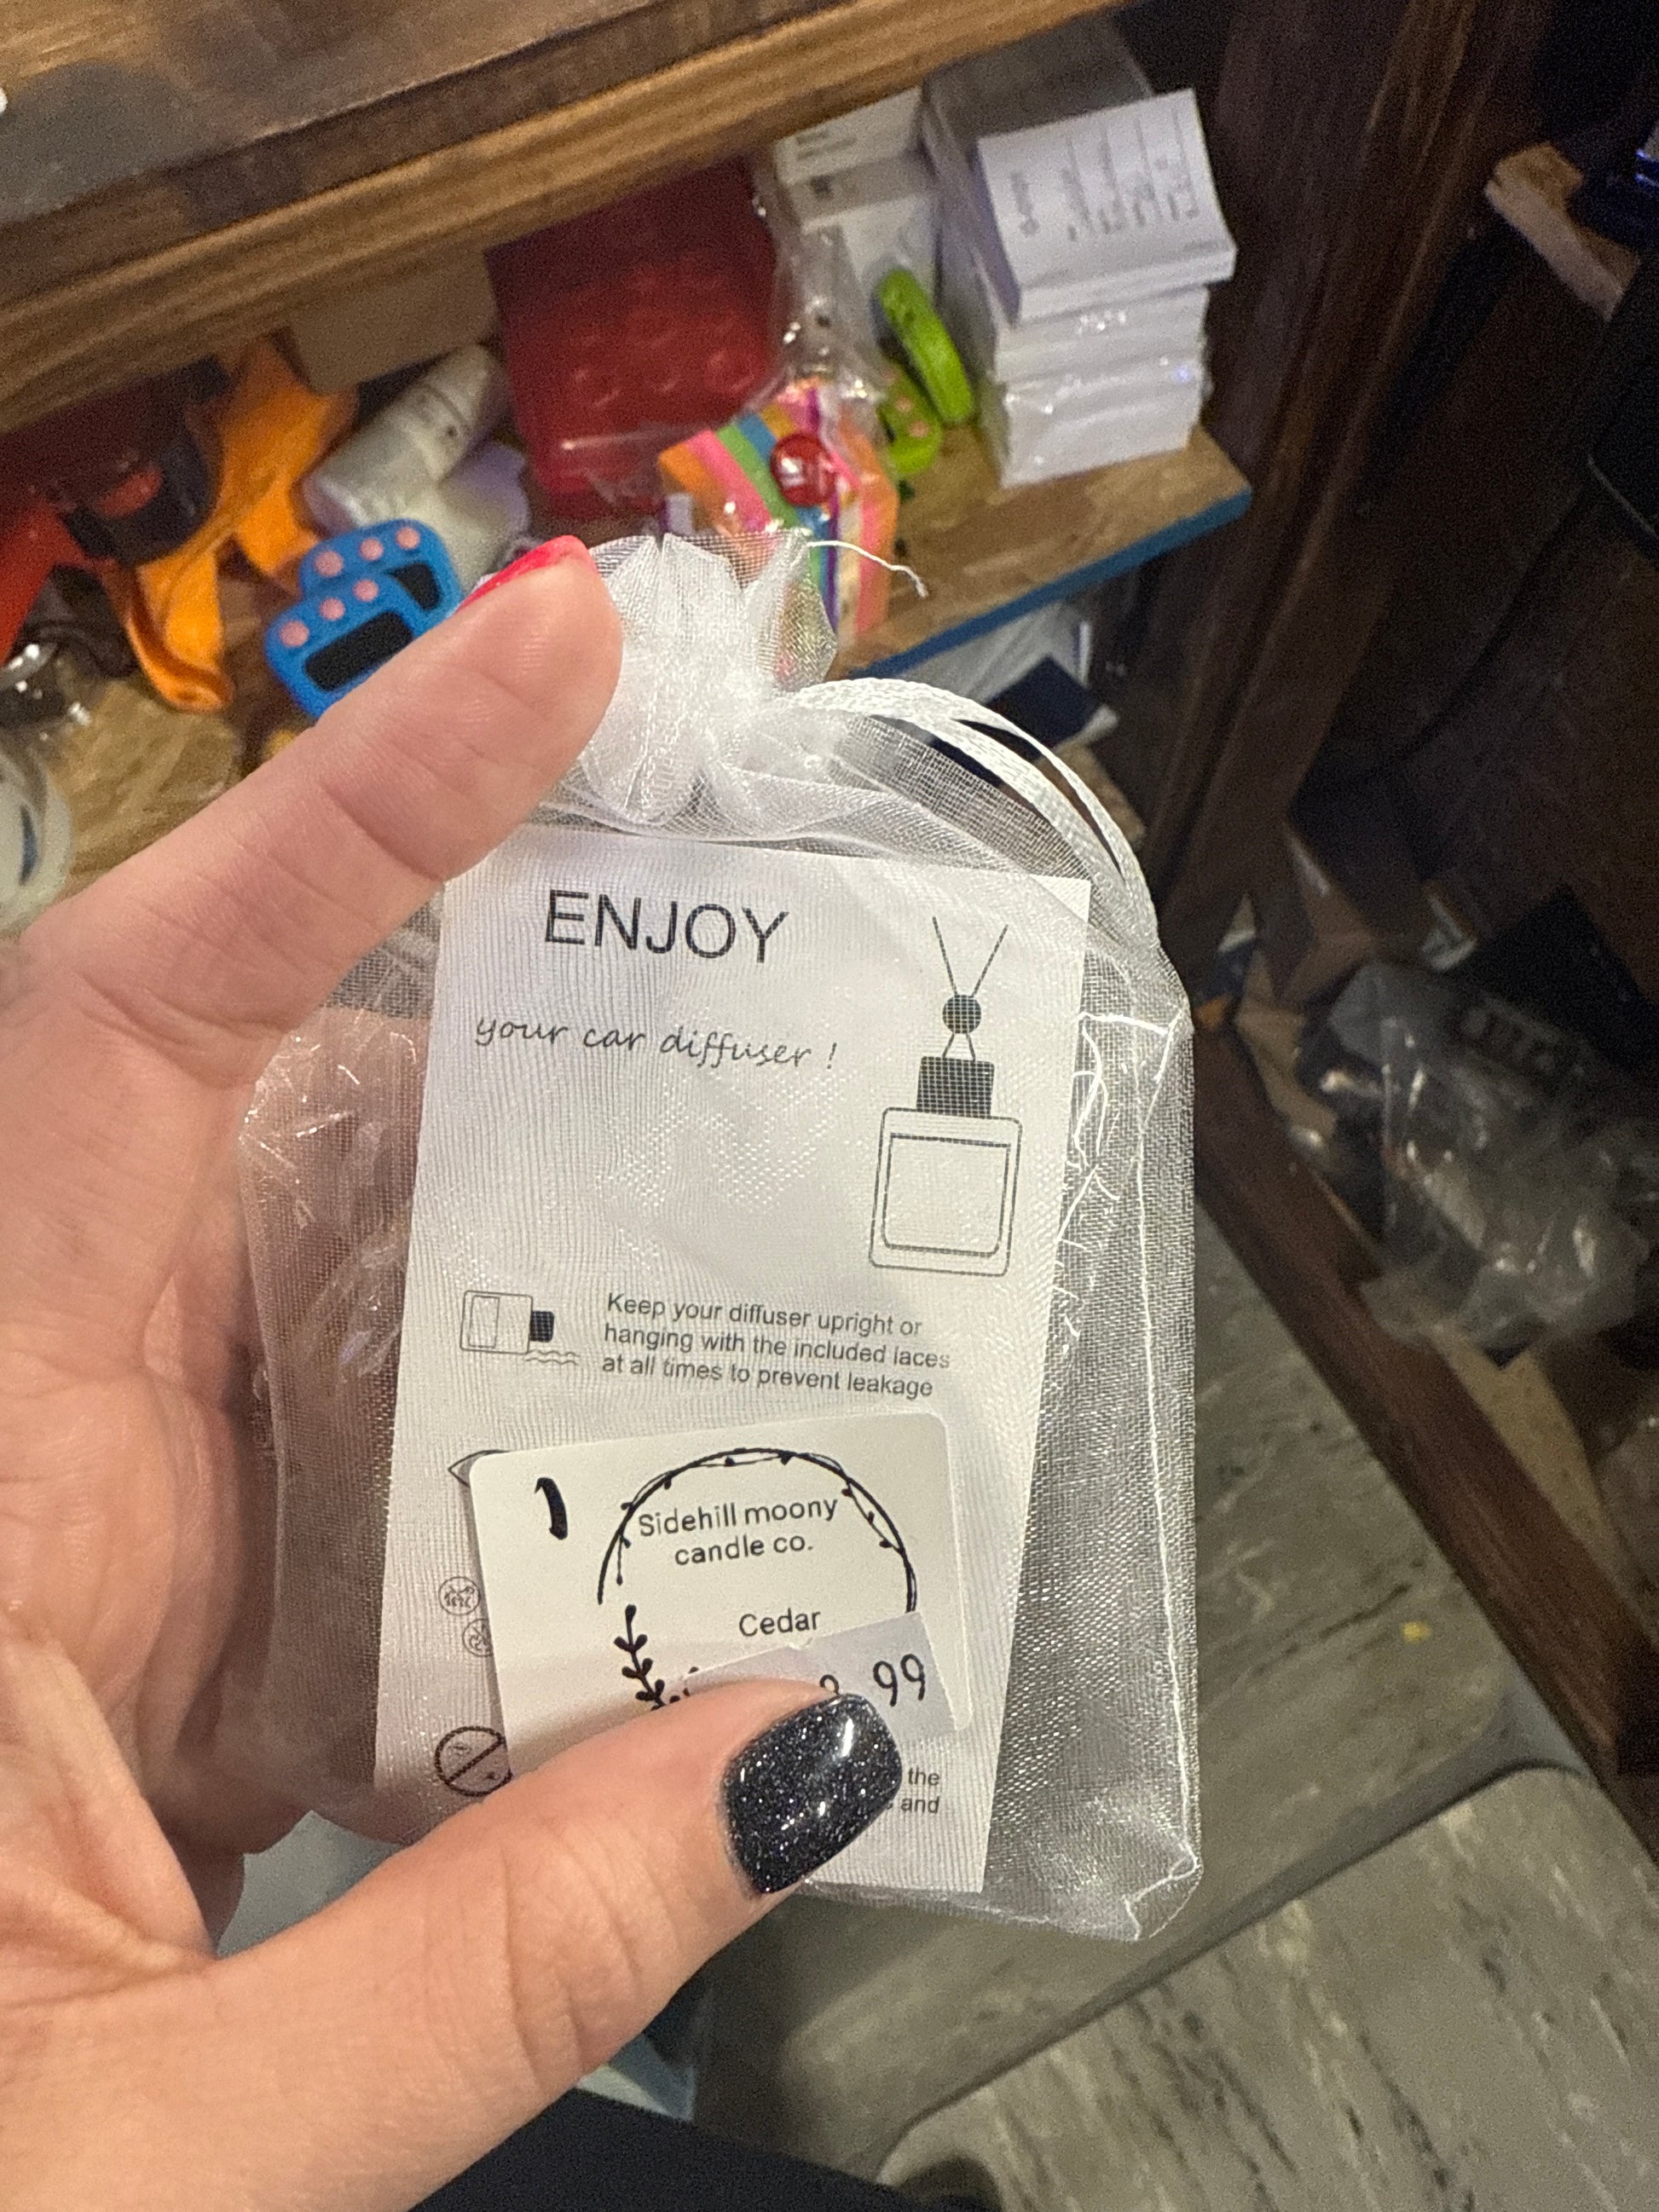 ENJOY
your car diffuser !
Keep your diffuser upright or
hanging with the included laces
at all times to prevent leakage
1
Sidehill moony
candle co.
Cedar
99
the
and